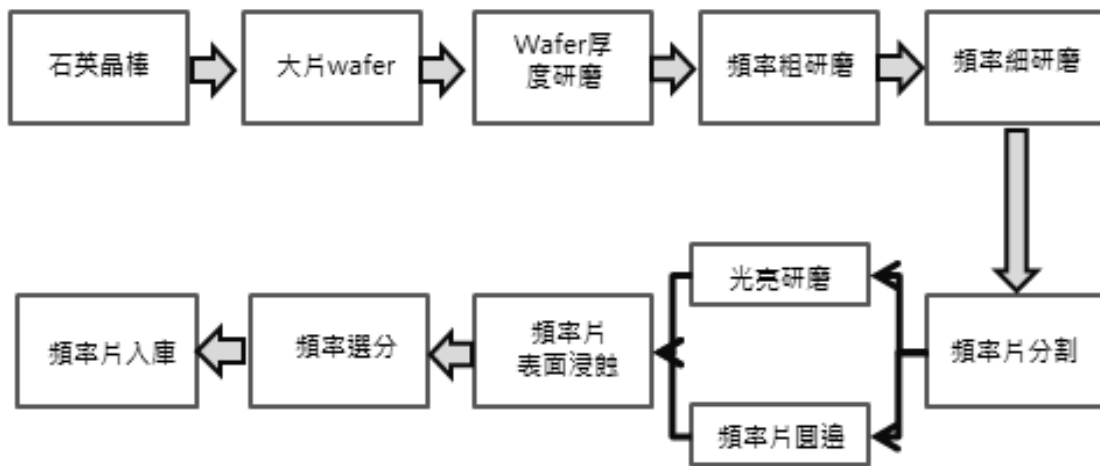 石英晶棒
大片wafer
Wafer厚
度研磨
頻率粗研磨
頻率細研磨
光亮研磨
頻率片入庫
頻率選分
頻率片
表面浸蝕
頻率片分割
頻率片圓邊